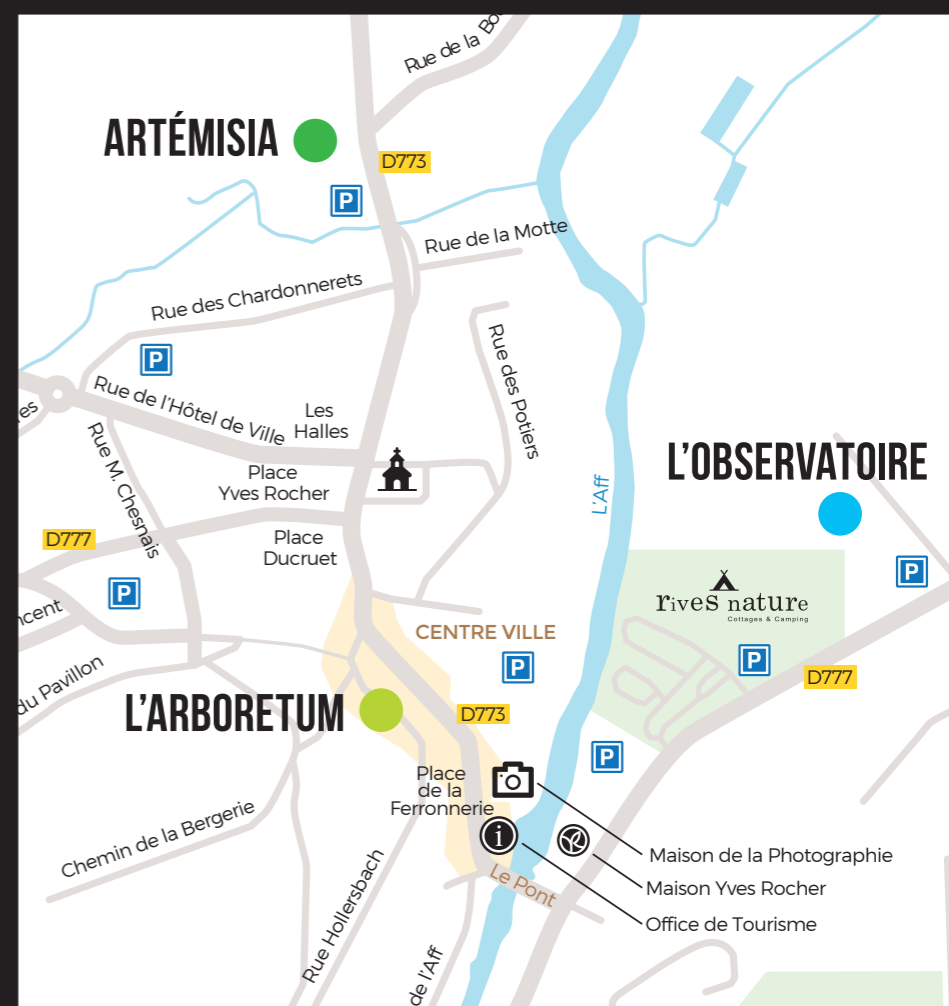 Rue de la Bo
ARTÉMISIA
D773
P
Rue de la Motte
Rue des Chardonnerets
P
Rue des Potiers
Rue de l'Hôtel de Ville
Les
Halles
res
Rue M. Chesnais
Place
Yves Rocher
L'OBSERVATOIRE
L'Aff
D777
Place
Ducruet
P
P
rives nature
Cottages & Camping
ncent
CENTRE VILLE
P
P
D777
du Pavillon
L'ARBORETUM
D773
P
Place
de la
Ferronnerie
i
Chemin de la Bergerie
Maison de la Photographie
Maison Yves Rocher
Le Pont
Office de Tourisme
Rue Hollersbach
de l'Aff